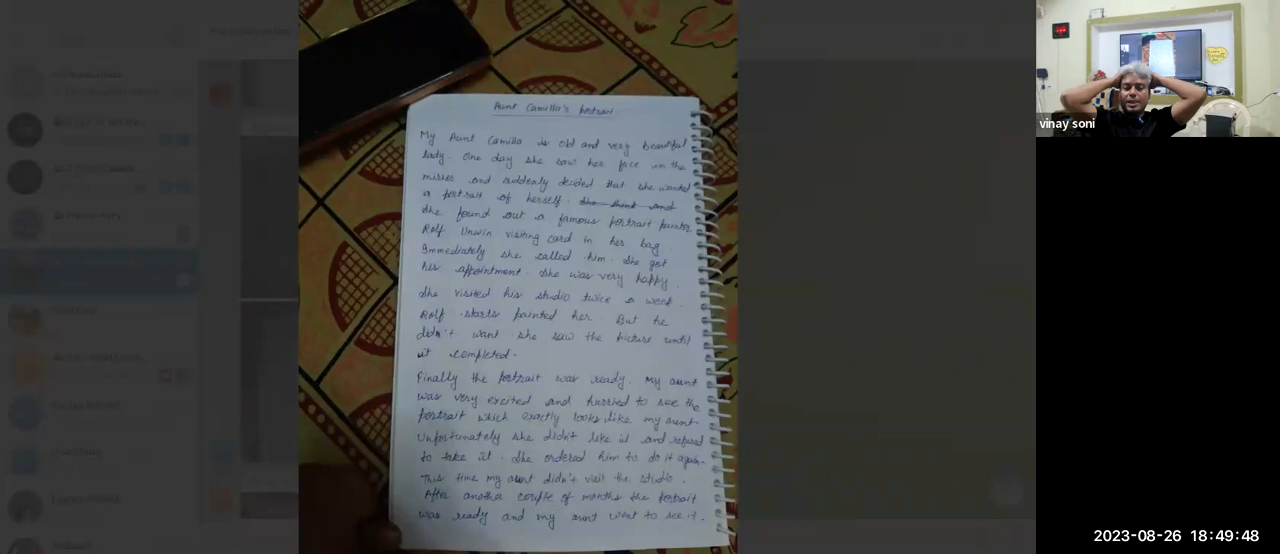 Aunt Camilla's portrait
My Aunt Camilla is old and very beautiful
lady. One day she saw her face in the
mirror and suddenly decided that she wanted
a portrait of herself. She think and
She found out a famous portrait painter
Rolf Unwin visiting card in her bag
Immediately she called him. She got
his appointment. She was very happy.
She visited his studio twice a week.
Rolf starts painted her. But he
didn't want she saw the picture until
it completed.
Finally the portrait was ready. My aunt
was very excited and hurried to see the
portrait which exactly looks like my aunt.
Unfortunately she didn't like it and refused
to take it. She ordered him to do it again.
This time my aunt didn't visit the studio.
After another couple of months the portrait
was ready and my aunt went to see it.
vinay soni
2023-08-26 18:49:48